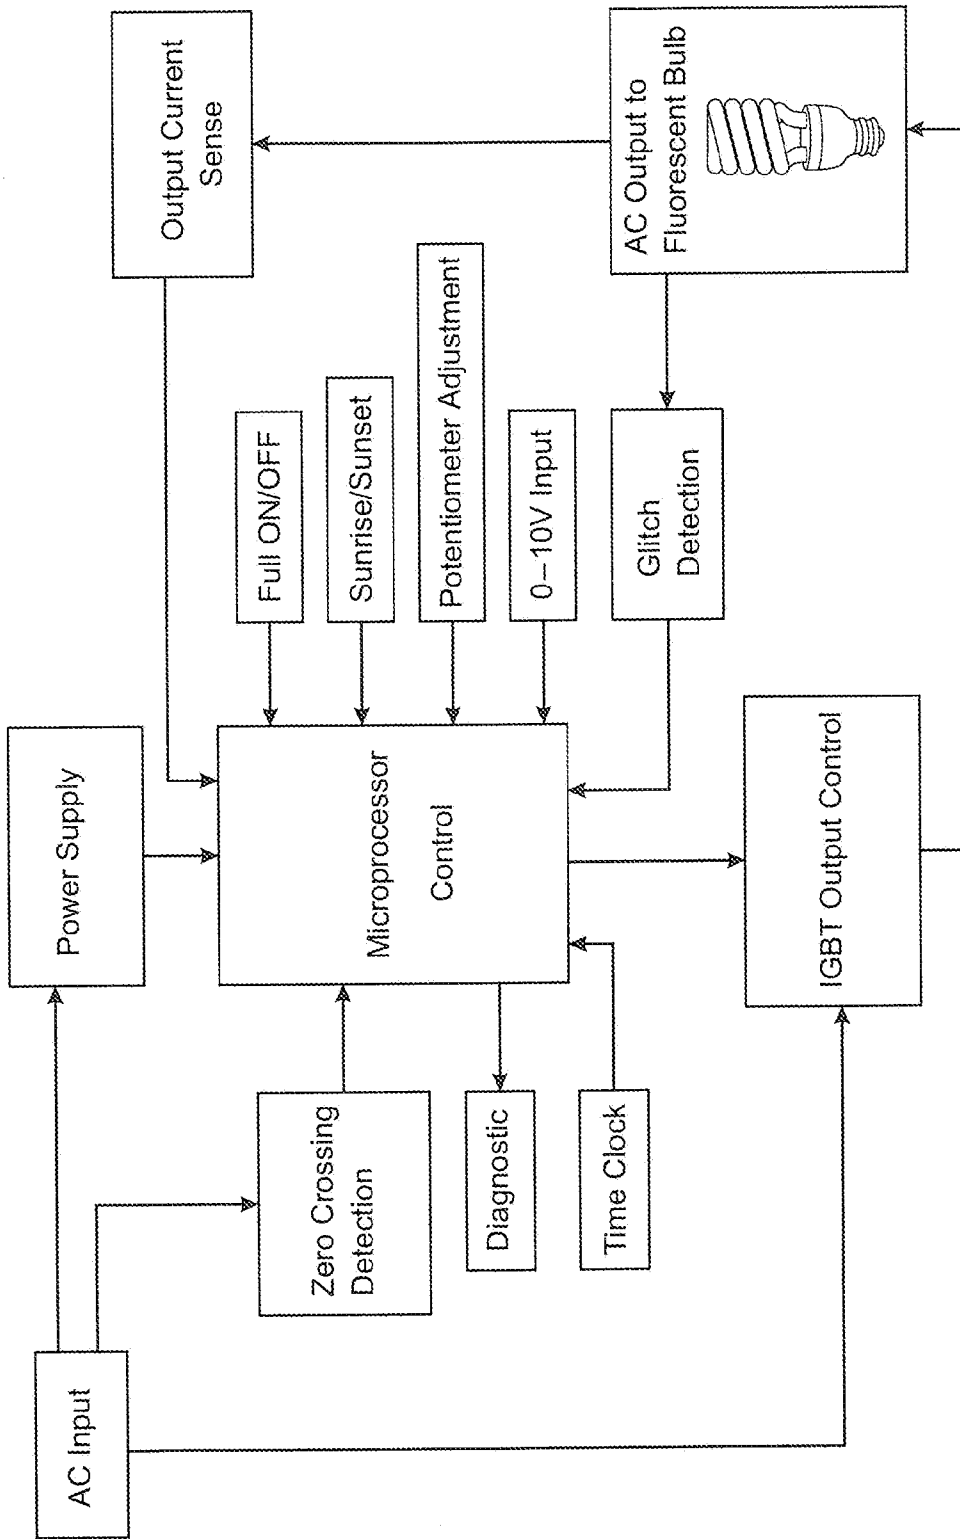 AC Input
Power Supply
Output Current
Sense
Zero Crossing
Detection
Microprocessor
Control
Full ON/OFF
Sunrise/Sunset
Potentiometer Adjustment
0–10V Input
Diagnostic
Time Clock
Glitch
Detection
IGBT Output Control
AC Output to
Fluorescent Bulb